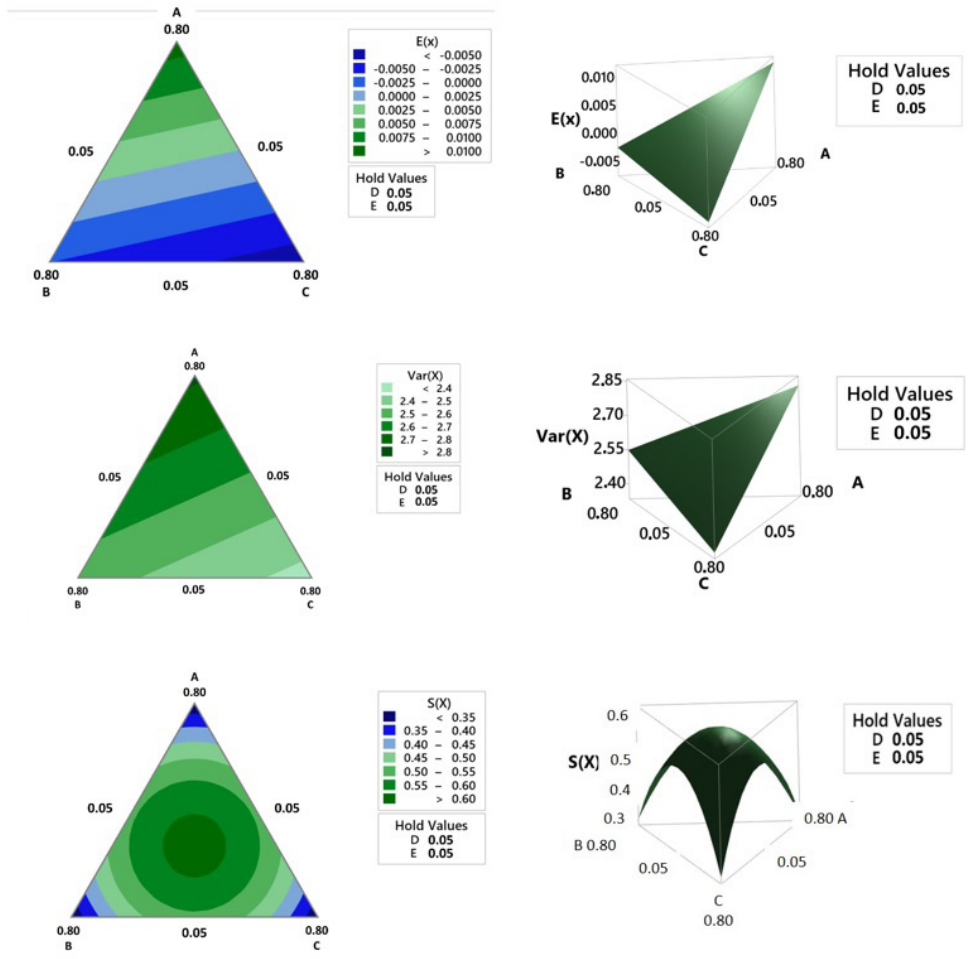 A
0.80
0.05
0.05
0.80
B
0.05
0.80
C
E(x)
< -0.0050
-0.0050 – -0.0025
-0.0025 – 0.0000
0.0000 – 0.0025
0.0025 – 0.0050
0.0050 – 0.0075
0.0075 – 0.0100
> 0.0100
Hold Values
D 0.05
E 0.05
0.010
0.005
E(x)
0.000
-0.005
B
0.80
0.05
0.80
C
0.05
0.80
A
Hold Values
D 0.05
E 0.05
A
0.80
0.05
0.05
0.80
B
0.05
0.80
C
Var(X)
< 2.4
2.4 – 2.5
2.5 – 2.6
2.6 – 2.7
2.7 – 2.8
> 2.8
Hold Values
D 0.05
E 0.05
2.85
2.70
Var(X)
2.55
2.40
B
0.80
0.05
0.80
C
0.05
0.80
A
Hold Values
D 0.05
E 0.05
A
0.80
0.05
0.05
0.80
B
0.05
0.80
C
S(X)
< 0.35
0.35 – 0.40
0.40 – 0.45
0.45 – 0.50
0.50 – 0.55
0.55 – 0.60
> 0.60
Hold Values
D 0.05
E 0.05
0.6
S(X)
0.5
0.4
0.3
B 0.80
0.05
C
0.80
0.05
0.80 A
Hold Values
D 0.05
E 0.05